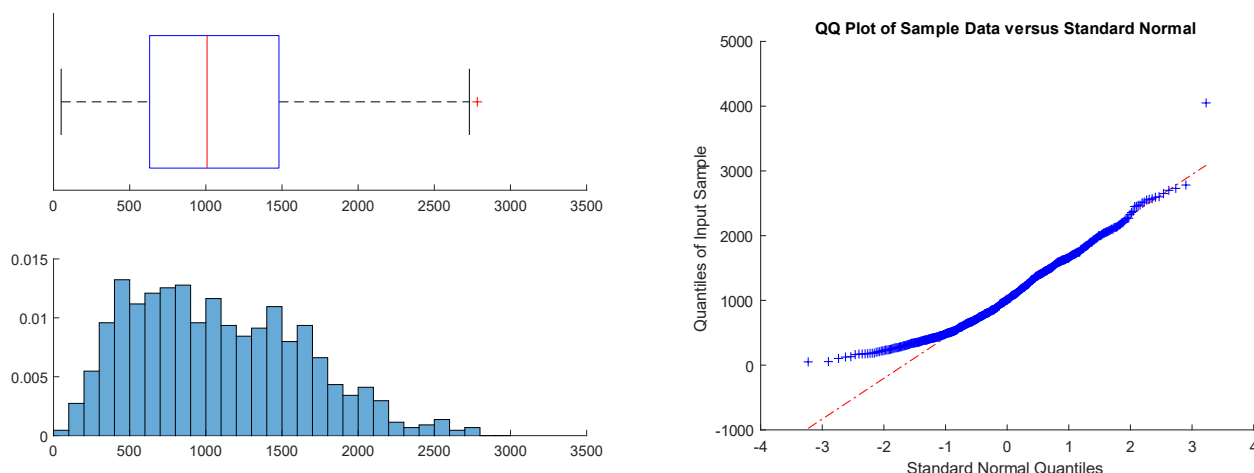 0 500 1000 1500 2000 2500 3000 3500
0.015
0.01
0.005
0
0 500 1000 1500 2000 2500 3000 3500
QQ Plot of Sample Data versus Standard Normal
5000
4000
3000
2000
1000
0
-1000
Quantiles of Input Sample
-4 -3 -2 -1 0 1 2 3 4
Standard Normal Quantiles